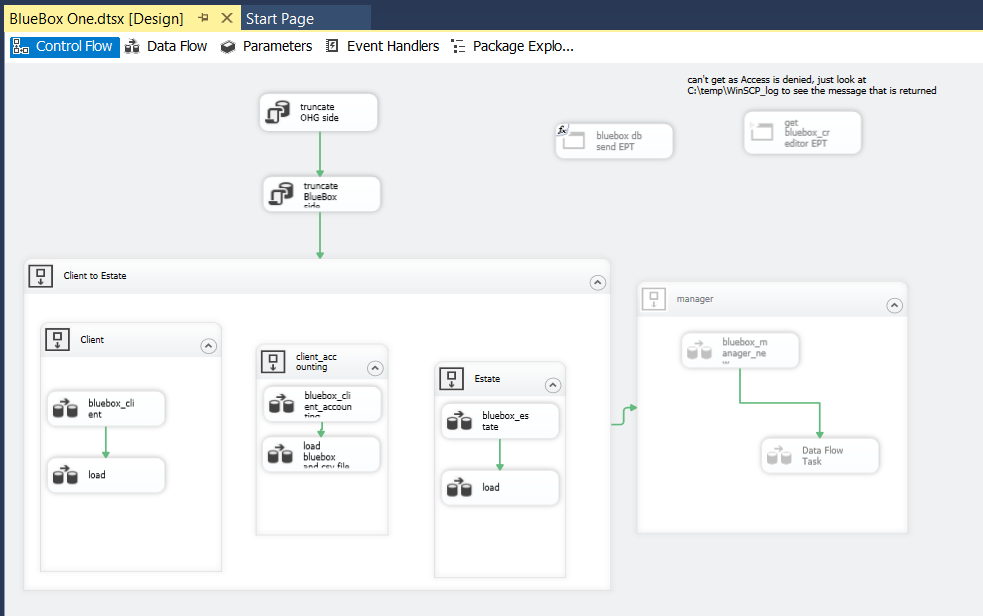 BlueBox One.dtsx [Design]
Start Page
Control Flow
Data Flow
Parameters
Event Handlers
Package Explo...
can't get as Access is denied, just look at
C:\temp\WinSCP_log to see the message that is returned
truncate
OHG side
fx
bluebox db
send EPT
get
bluebox_cr
editor EPT
truncate
BlueBox
side
Client to Estate
manager
Client
client_acc
ounting
Estate
bluebox_m
anager_ne
...
bluebox_cli
ent
bluebox_cli
ent_accoun
ting
bluebox_es
tate
load
load
bluebox
and csv file
load
Data Flow
Task